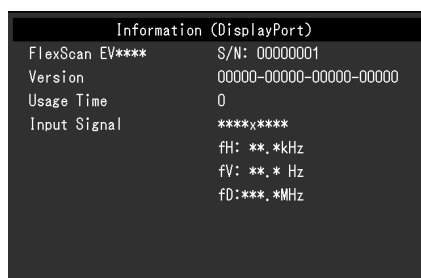 Information (DisplayPort)
FlexScan EV**** S/N: 00000001
Version 00000-00000-00000-00000
Usage Time 0
Input Signal ****x****
fH: **.*kHz
fV: **.* Hz
fD:***.*MHz